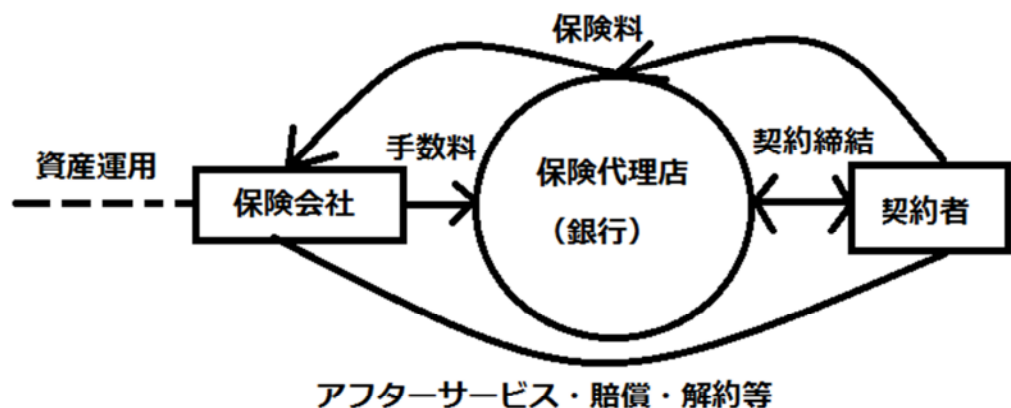 保険料
手数料
契約締結
資産運用
保険会社
保険代理店
（銀行）
契約者
アフターサービス・賠償・解約等